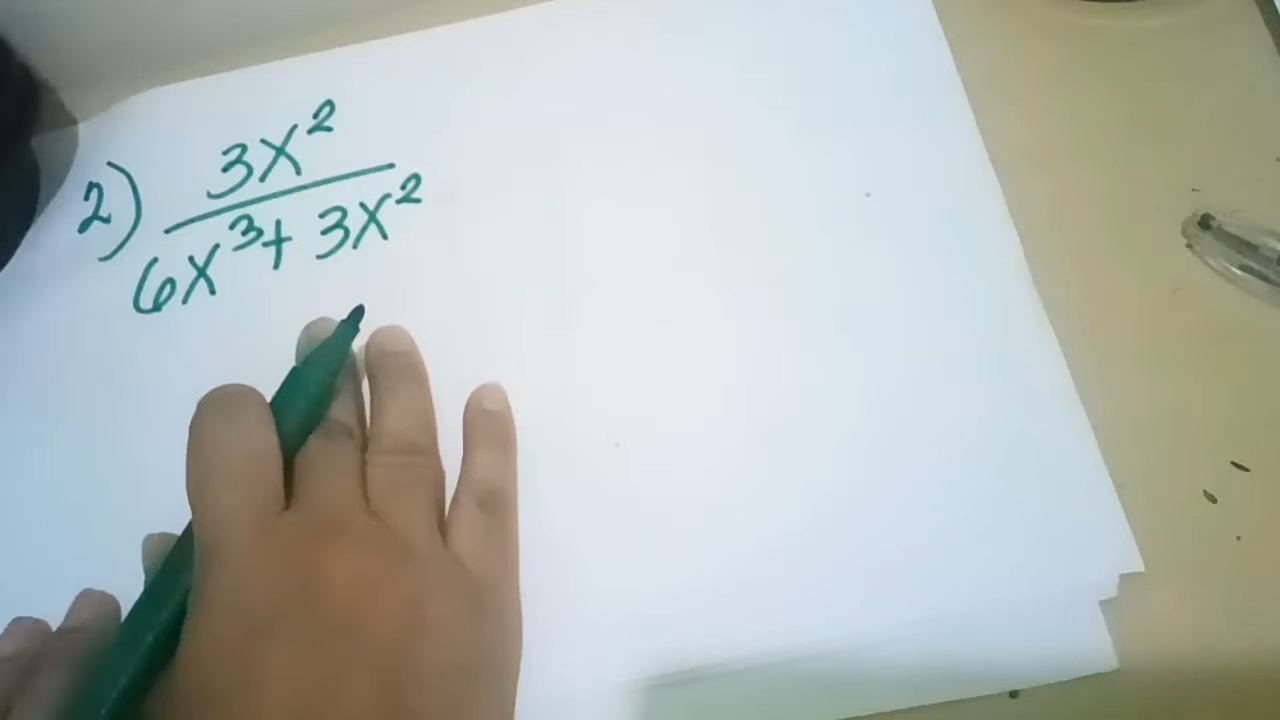 2) 3x²
6x³ + 3x²